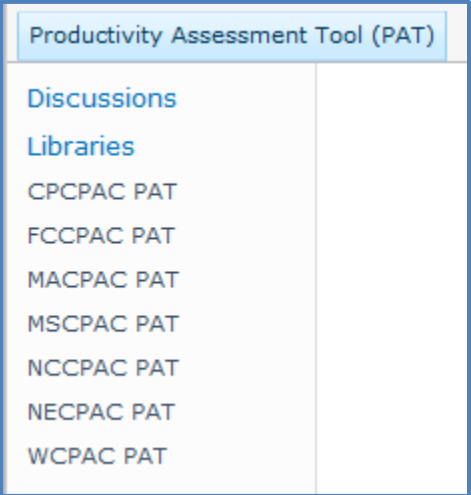 Productivity Assessment Tool (PAT)
Discussions
Libraries
CPCPAC PAT
FCCPAC PAT
MACPAC PAT
MSCPAC PAT
NCCPAC PAT
NECPAC PAT
WCPAC PAT